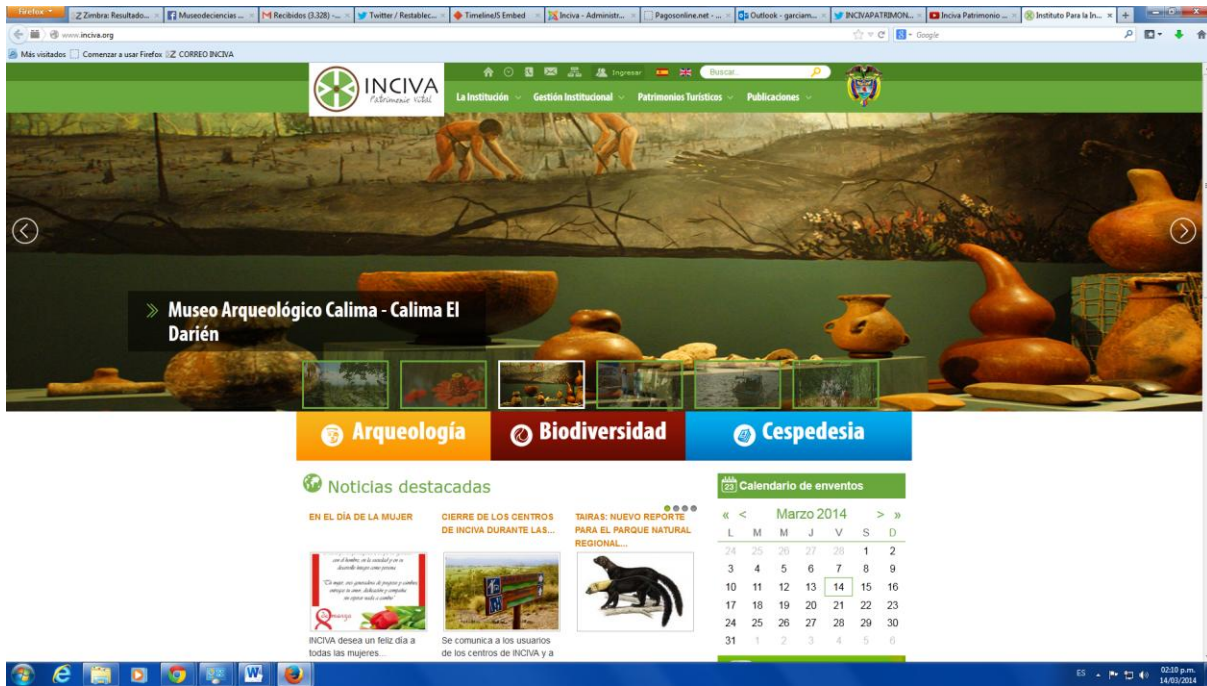 Firefox
Zimbra: Resultado...
Museodeciencias ...
Recibidos (3.328) -...
Twitter / Restablec...
TimelineJS Embed
Inciva - Administr...
Pagosonline.net - ...
Outlook - garciam...
INCIVAPATRIMON...
Inciva Patrimonio ...
Instituto Para la In...
www.inciva.org
Google
Más visitados
Comenzar a usar Firefox
CORREO INCIVA
INCIVA
Patrimonio Vital
Ingresar
Buscar...
La Institución
Gestión Institucional
Patrimonios Turísticos
Publicaciones
Museo Arqueológico Calima - Calima El
Darién
Arqueología
Biodiversidad
Cespedesia
Noticias destacadas
EN EL DÍA DE LA MUJER
INCIVA desea un feliz día a
todas las mujeres...
CIERRE DE LOS CENTROS
DE INCIVA DURANTE LAS...
Se comunica a los usuarios
de los centros de INCIVA y a
TAIRAS: NUEVO REPORTE
PARA EL PARQUE NATURAL
REGIONAL...
23 Calendario de enventos
« < Marzo 2014 > »
L M M J V S D
24 25 26 27 28 1 2
3 4 5 6 7 8 9
10 11 12 13 14 15 16
17 18 19 20 21 22 23
24 25 26 27 28 29 30
31 1 2 3 4 5 6
ES
02:10 p.m.
14/03/2014